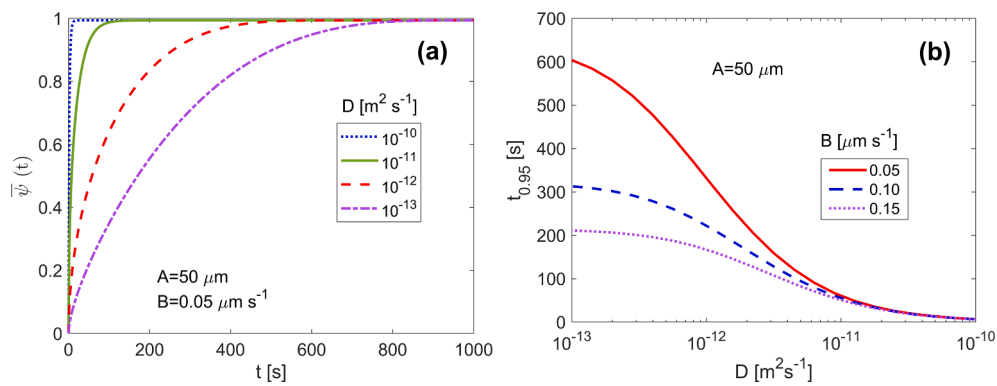 (a)
1
0.8
0.6
0.4
0.2
0
ψ̅ (t)
D [m² s⁻¹]
10⁻¹⁰
10⁻¹¹
10⁻¹²
10⁻¹³
A=50 μm
B=0.05 μm s⁻¹
0 200 400 600 800 1000
t [s]
(b)
700
600
500
400
300
200
100
0
t₀.₉₅ [s]
A=50 μm
B [μm s⁻¹]
0.05
0.10
0.15
10⁻¹³ 10⁻¹² 10⁻¹¹ 10⁻¹⁰
D [m²s⁻¹]